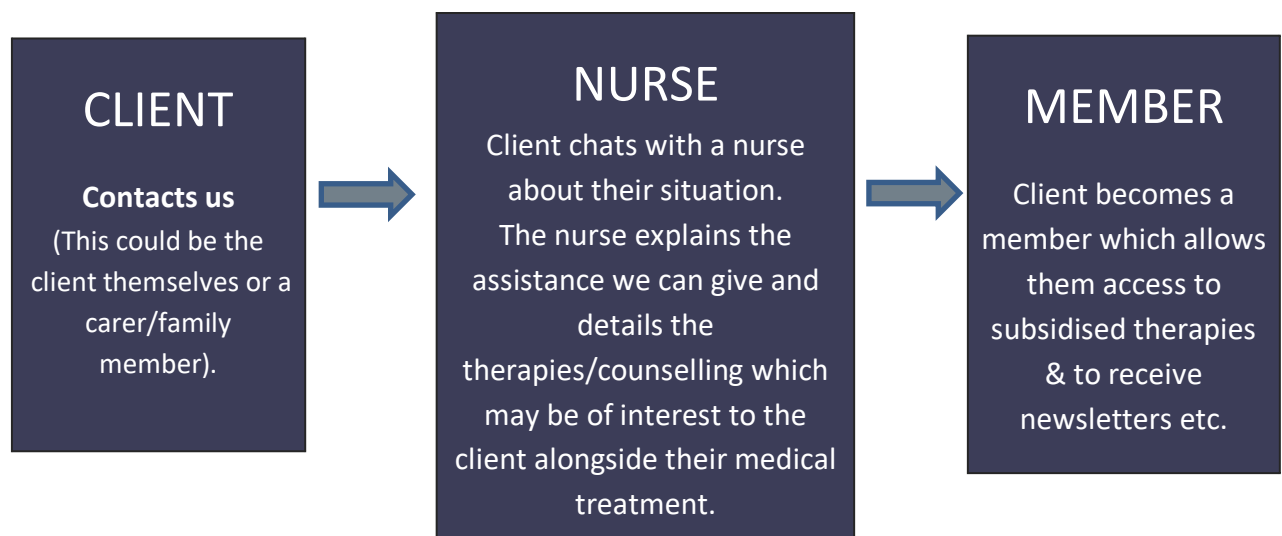 CLIENT
Contacts us
(This could be the
client themselves or a
carer/family
member).
NURSE
Client chats with a nurse
about their situation.
The nurse explains the
assistance we can give and
details the
therapies/counselling which
may be of interest to the
client alongside their medical
treatment.
MEMBER
Client becomes a
member which allows
them access to
subsidised therapies
& to receive
newsletters etc.